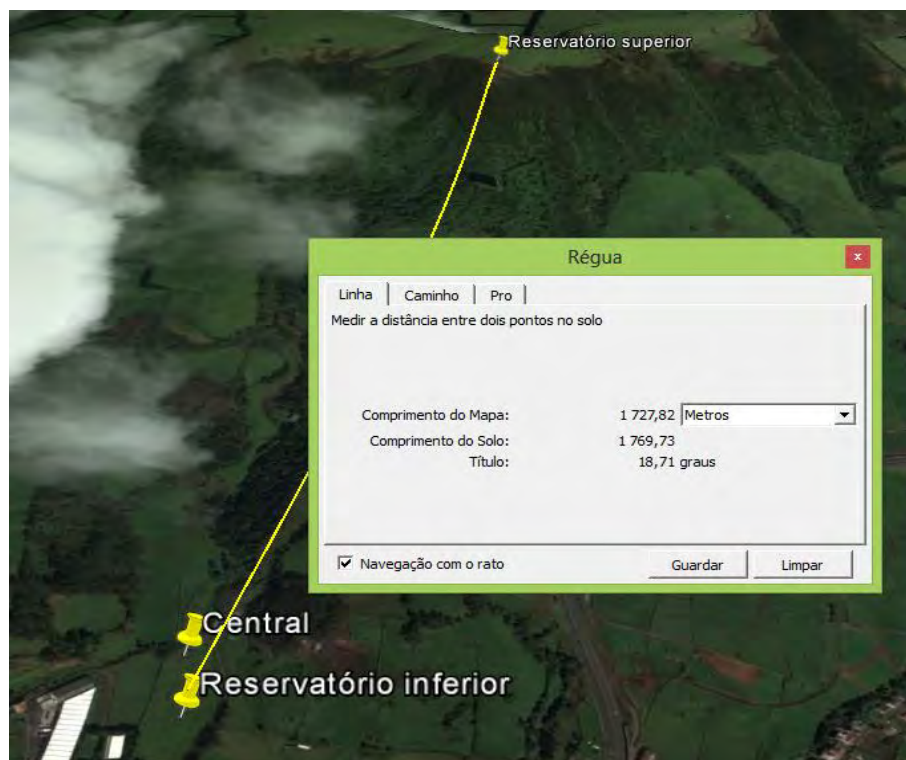 Reservatório superior
Régua
x
Linha Caminho Pro
Medir a distância entre dois pontos no solo
Comprimento do Mapa: 1 727,82 Metros
Comprimento do Solo: 1 769,73
Título: 18,71 graus
Navegação com o rato Guardar Limpar
Central
Reservatório inferior